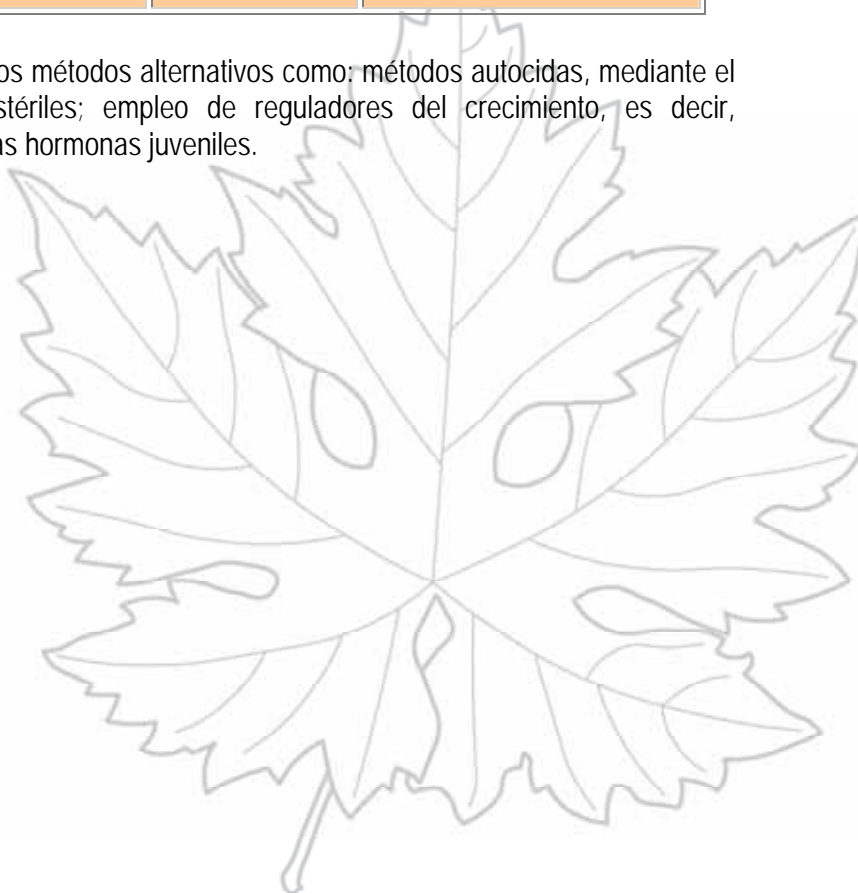 os métodos alternativos como: métodos autocidas, mediante el
stériles; empleo de reguladores del crecimiento, es decir,
as hormonas juveniles.